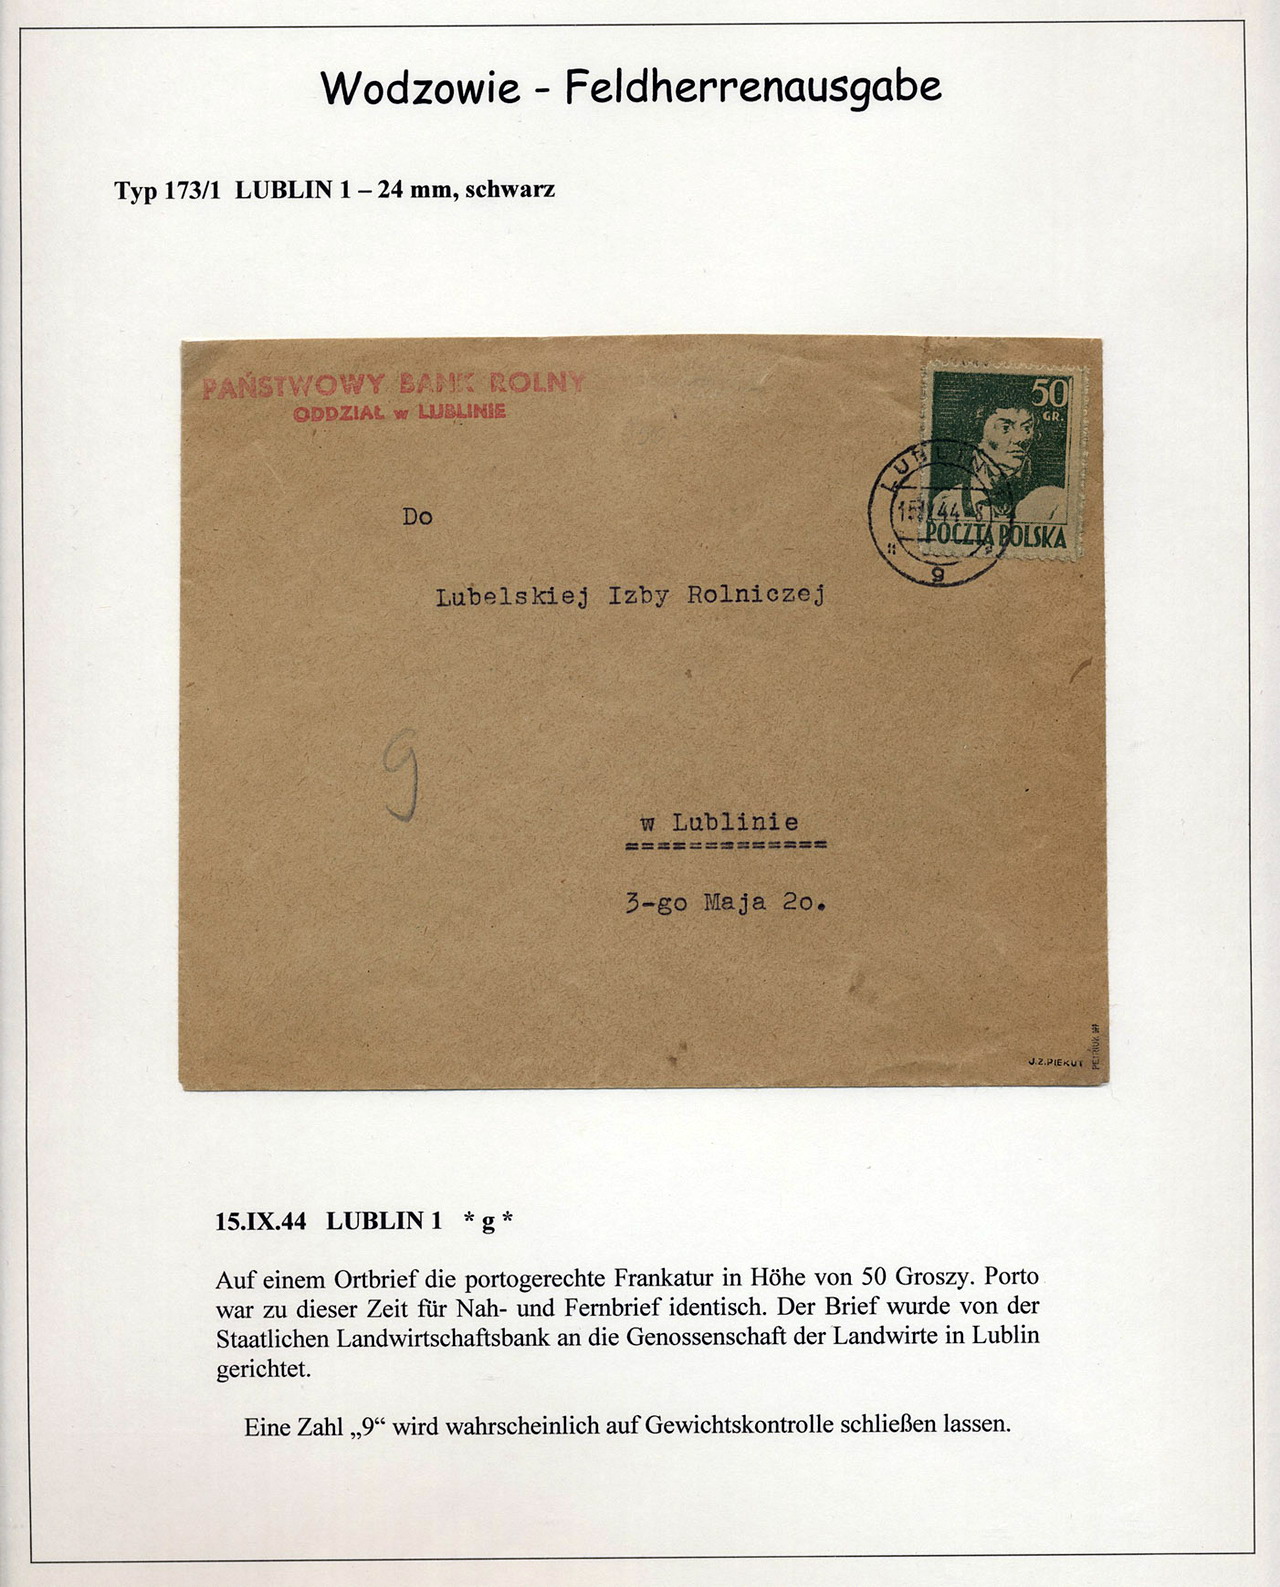 Wodzowie - Feldherrenausgabe
Typ 173/1 LUBLIN 1 – 24 mm, schwarz
PAŃSTWOWY BANK ROLNY
ODDZIAŁ w LUBLINIE
50
GR.
LUBLIN
15 44-8
POCZTA POLSKA
g
Do
Lubelskiej Izby Rolniczej
9
w Lublinie
=============
3-go Maja 2o.
J.Z.PIEKUT
15.IX.44 LUBLIN 1 * g *
Auf einem Ortbrief die portogerechte Frankatur in Höhe von 50 Groszy. Porto
war zu dieser Zeit für Nah- und Fernbrief identisch. Der Brief wurde von der
Staatlichen Landwirtschaftsbank an die Genossenschaft der Landwirte in Lublin
gerichtet.
Eine Zahl „9“ wird wahrscheinlich auf Gewichtskontrolle schließen lassen.